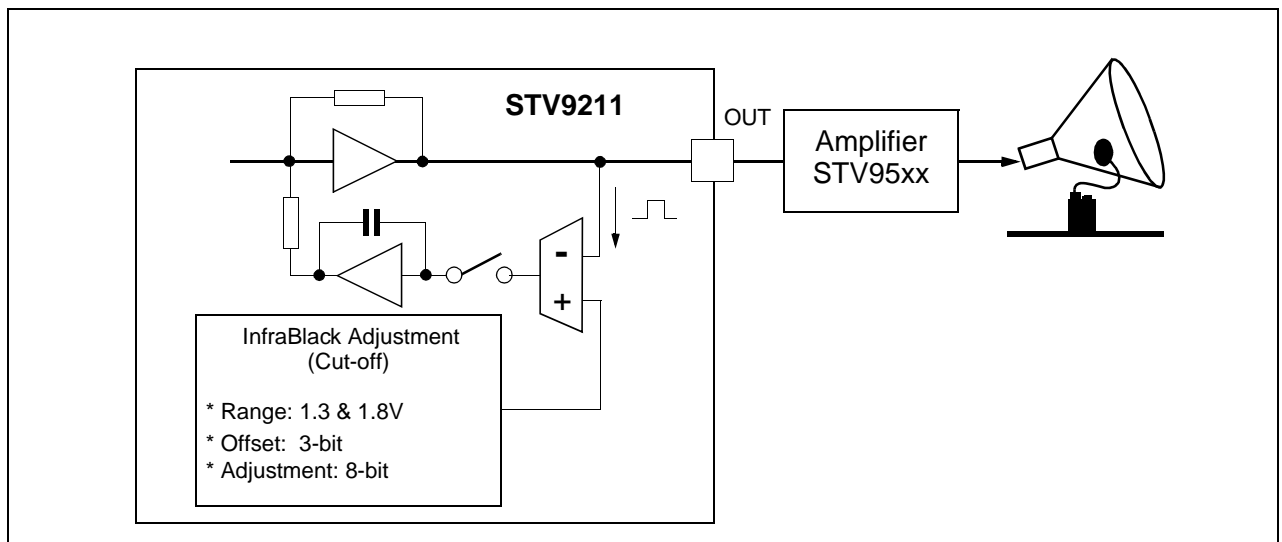 STV9211
OUT
Amplifier
STV95xx
-
+
InfraBlack Adjustment
(Cut-off)
* Range: 1.3 & 1.8V
* Offset: 3-bit
* Adjustment: 8-bit